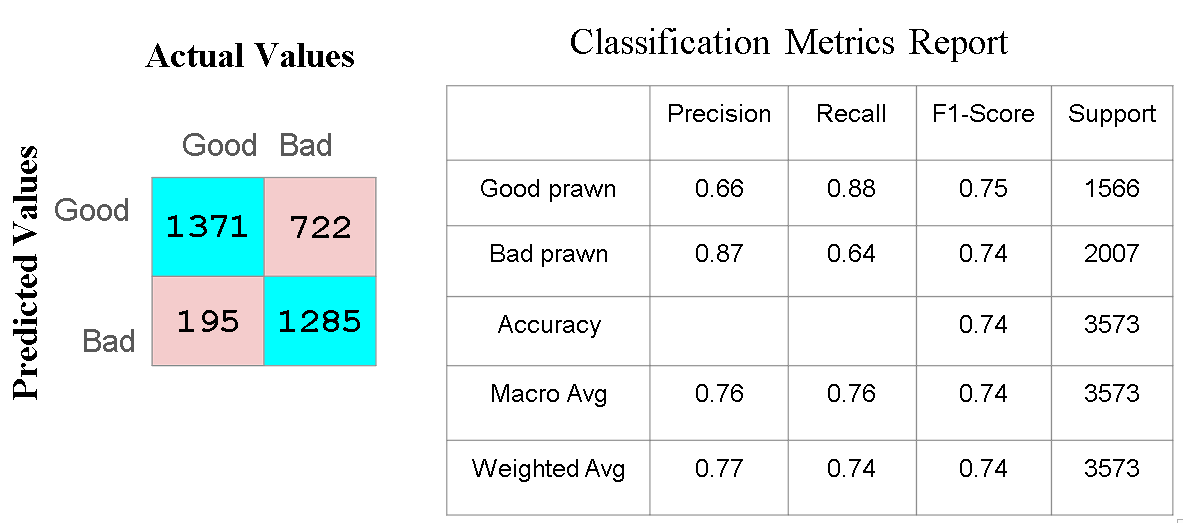 Actual Values
Good Bad
Predicted Values
Good 1371 722
Bad 195 1285
Classification Metrics Report
Precision Recall F1-Score Support
Good prawn 0.66 0.88 0.75 1566
Bad prawn 0.87 0.64 0.74 2007
Accuracy 0.74 3573
Macro Avg 0.76 0.76 0.74 3573
Weighted Avg 0.77 0.74 0.74 3573